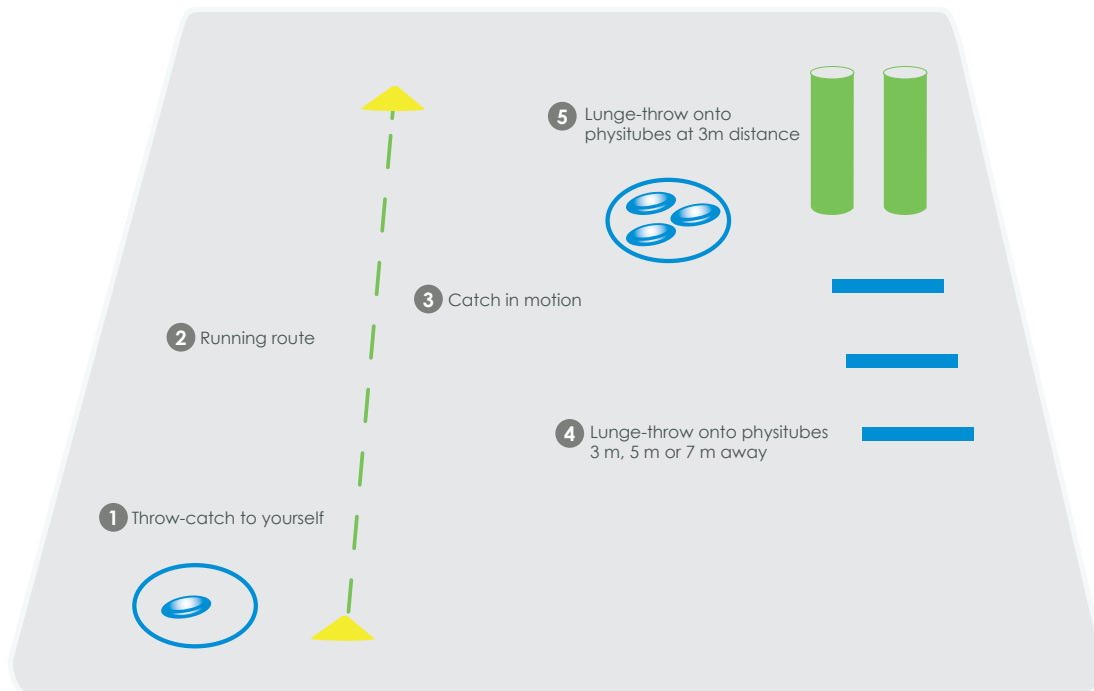 1 Throw-catch to yourself
2 Running route
3 Catch in motion
4 Lunge-throw onto physitubes
3 m, 5 m or 7 m away
5 Lunge-throw onto
physitubes at 3m distance